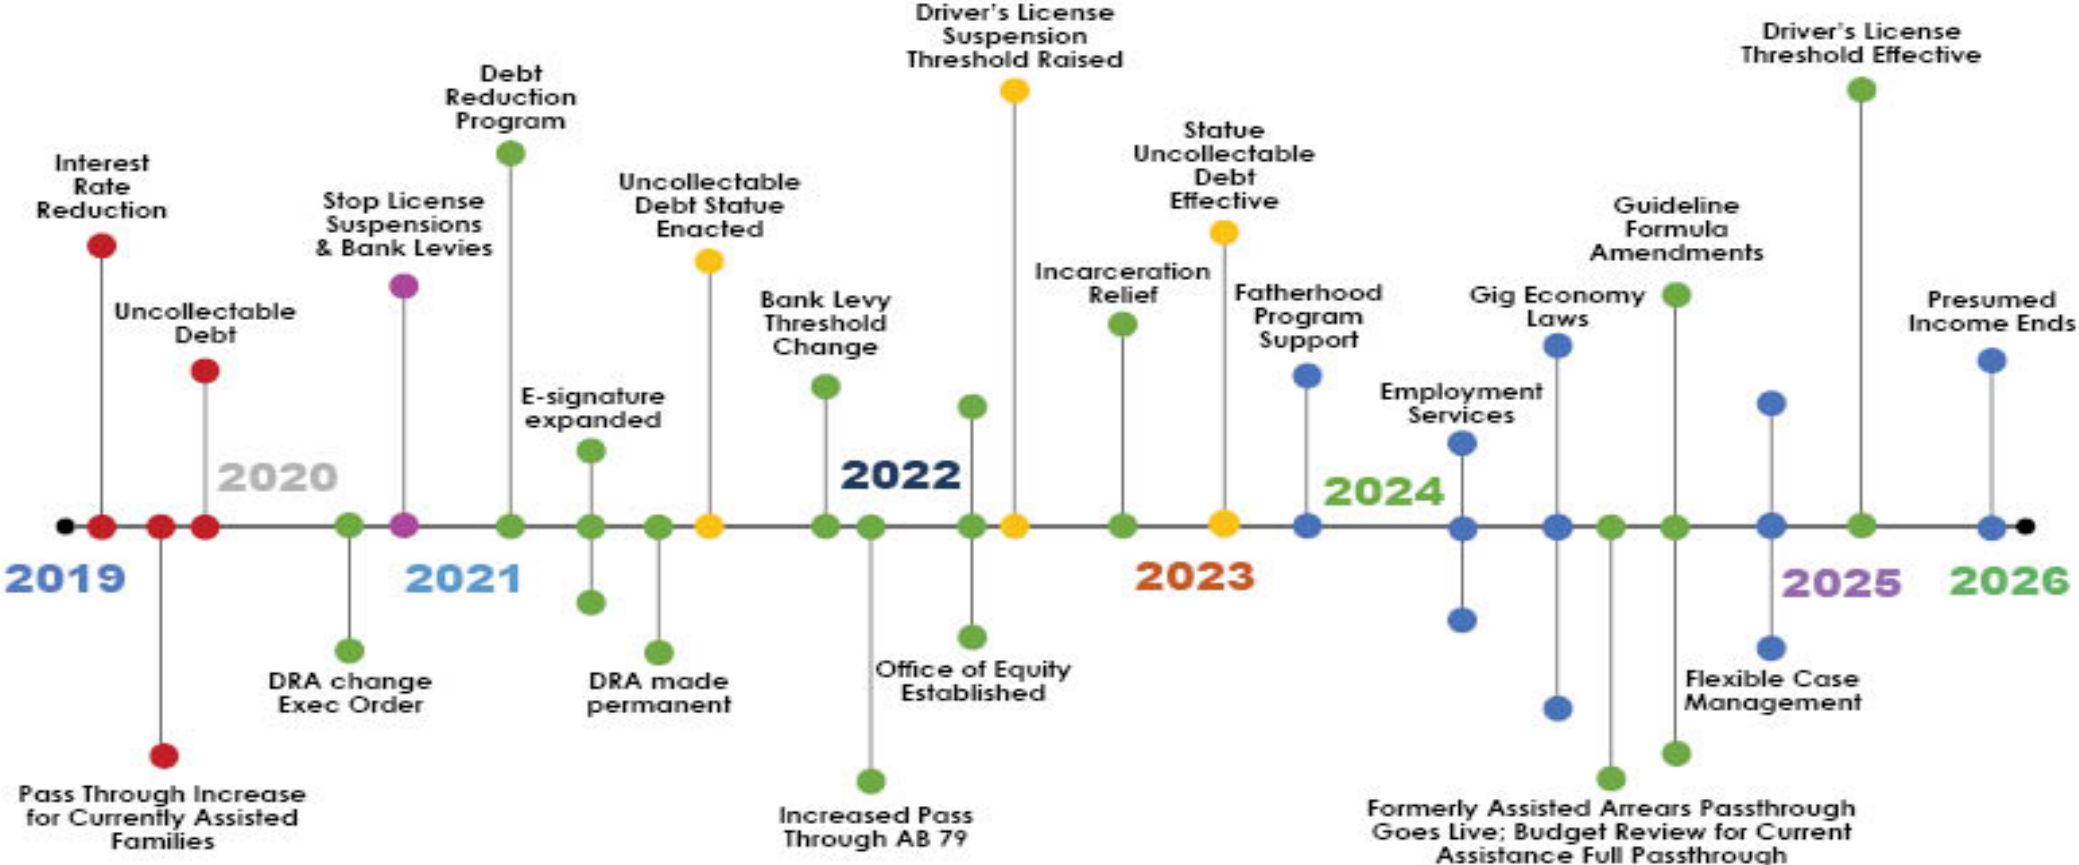 Driver's License
Suspension
Threshold Raised
Driver's License
Threshold Effective
Debt
Reduction
Program
Statue
Uncollectable
Debt
Effective
Interest
Rate
Reduction
Stop License
Suspensions
& Bank Levies
Uncollectable
Debt Statue
Enacted
Guideline
Formula
Amendments
Uncollectable
Debt
Bank Levy
Threshold
Change
Incarceration
Relief
Fatherhood
Program
Support
Gig Economy
Laws
Presumed
Income Ends
E-signature
expanded
Employment
Services
2020
2022
2024
2019
2021
2023
2025
2026
DRA change
Exec Order
DRA made
permanent
Office of Equity
Established
Flexible Case
Management
Pass Through Increase
for Currently Assisted
Families
Increased Pass
Through AB 79
Formerly Assisted Arrears Passthrough
Goes Live; Budget Review for Current
Assistance Full Passthrough